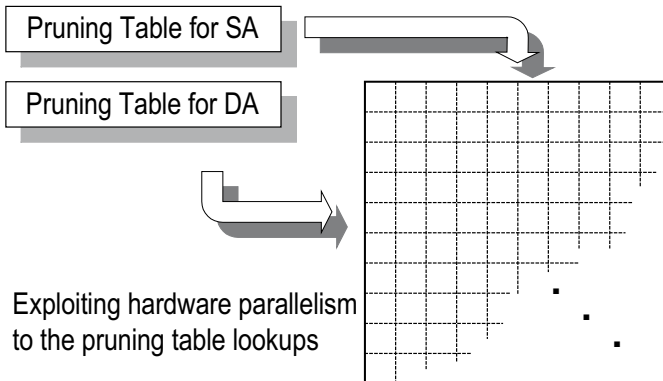 Pruning Table for SA
Pruning Table for DA
Exploiting hardware parallelism
to the pruning table lookups